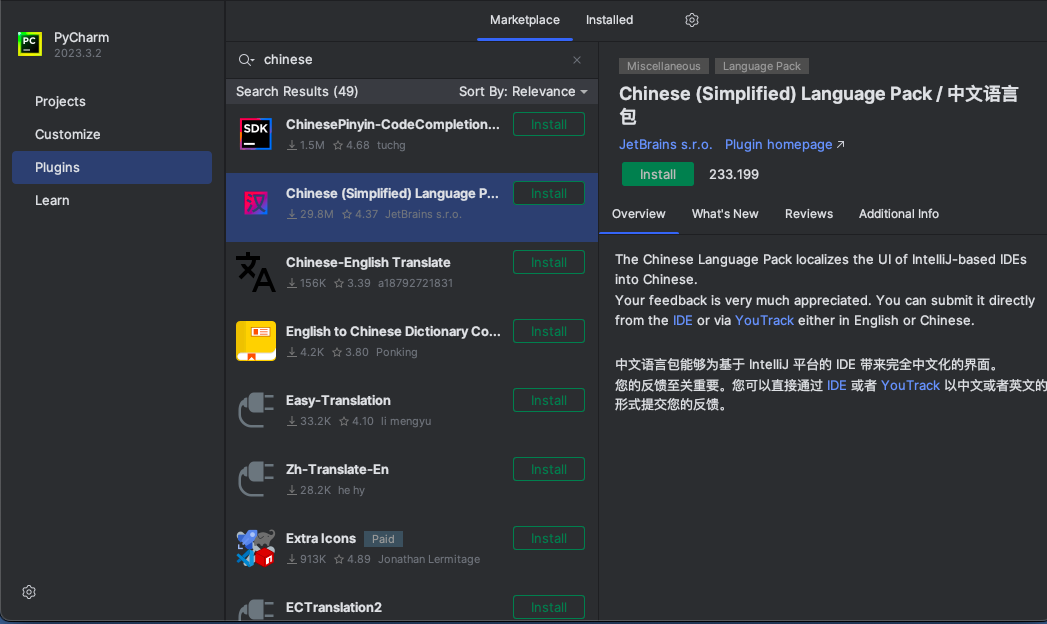 PC
PyCharm
2023.3.2
Projects
Customize
Plugins
Learn
Marketplace
Installed
chinese
Search Results (49)
Sort By: Relevance
SDK
ChinesePinyin-CodeCompletion...
Install
1.5M
4.68
tuchg
汉
Chinese (Simplified) Language P...
Install
29.8M
4.37
JetBrains s.r.o.
文A
Chinese-English Translate
Install
156K
3.39
a18792721831
English to Chinese Dictionary Co...
Install
4.2K
3.80
Ponking
Easy-Translation
Install
33.2K
4.10
li mengyu
Zh-Translate-En
Install
28.2K
he hy
Extra Icons
Paid
Install
913K
4.89
Jonathan Lermitage
ECTranslation2
Install
Miscellaneous
Language Pack
Chinese (Simplified) Language Pack / 中文语言
包
JetBrains s.r.o.
Plugin homepage
Install
233.199
Overview
What's New
Reviews
Additional Info
The Chinese Language Pack localizes the UI of IntelliJ-based IDEs
into Chinese.
Your feedback is very much appreciated. You can submit it directly
from the IDE or via YouTrack either in English or Chinese.
中文语言包能够为基于 IntelliJ 平台的 IDE 带来完全中文化的界面。
您的反馈至关重要。您可以直接通过 IDE 或者 YouTrack 以中文或者英文的
形式提交您的反馈。